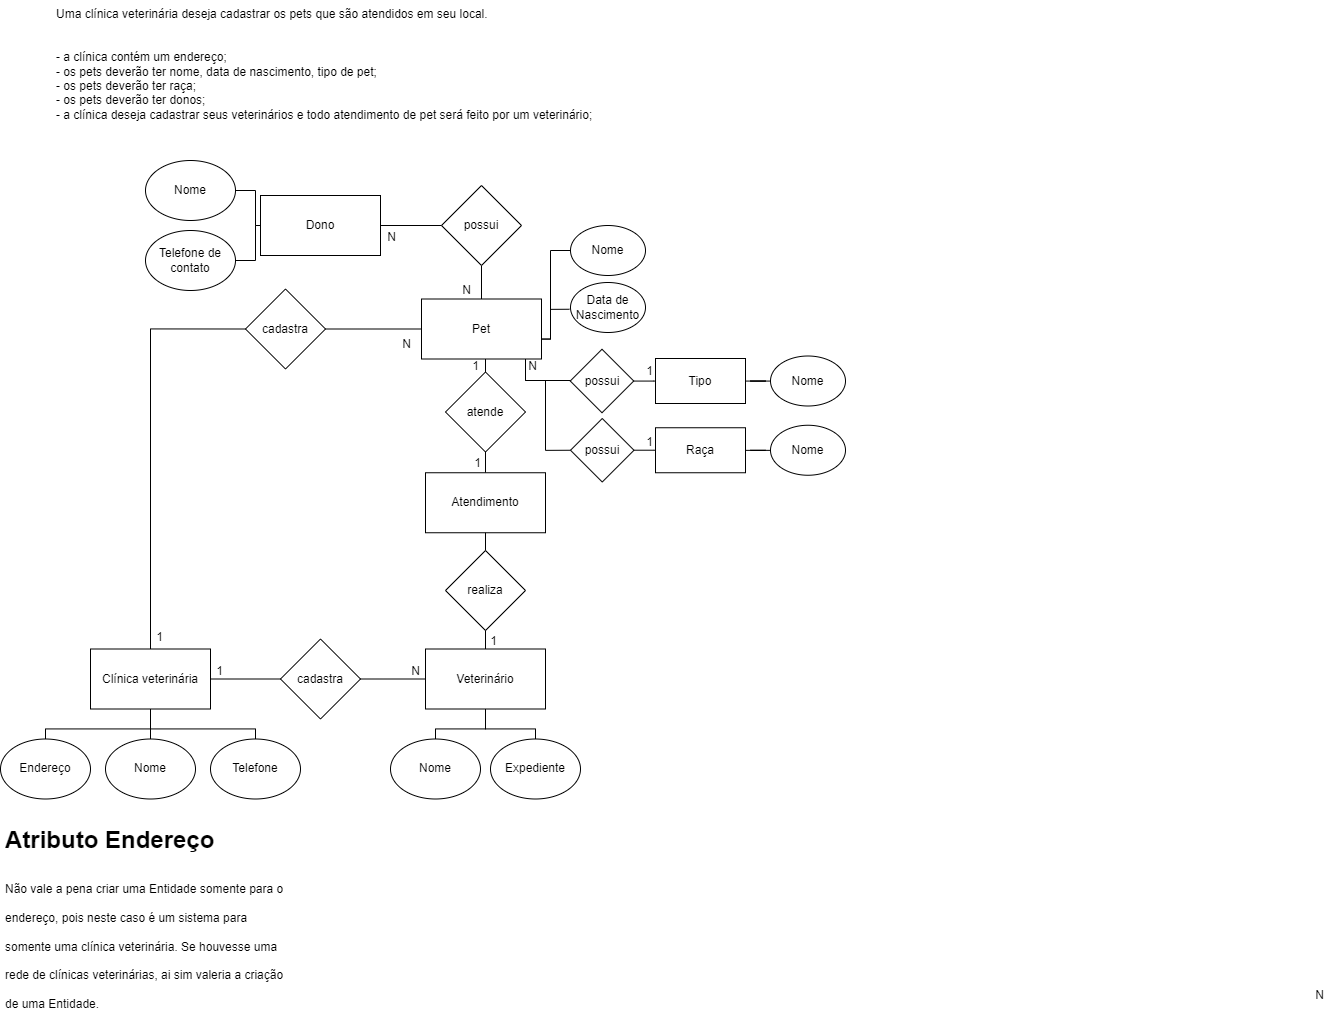 Uma clínica veterinária deseja cadastrar os pets que são atendidos em seu local.
- a clínica contém um endereço;
- os pets deverão ter nome, data de nascimento, tipo de pet;
- os pets deverão ter raça;
- os pets deverão ter donos;
- a clínica deseja cadastrar seus veterinários e todo atendimento de pet será feito por um veterinário;
Nome
Dono
possui
N
Telefone de
contato
Nome
N
Data de
Nascimento
cadastra
Pet
N
1
N
possui
1
Tipo
Nome
atende
possui
1
Raça
Nome
1
Atendimento
realiza
1
1
Clínica veterinária
1
cadastra
N
Veterinário
Endereço
Nome
Telefone
Nome
Expediente
Atributo Endereço
Não vale a pena criar uma Entidade somente para o
endereço, pois neste caso é um sistema para
somente uma clínica veterinária. Se houvesse uma
rede de clínicas veterinárias, ai sim valeria a criação
de uma Entidade.
N